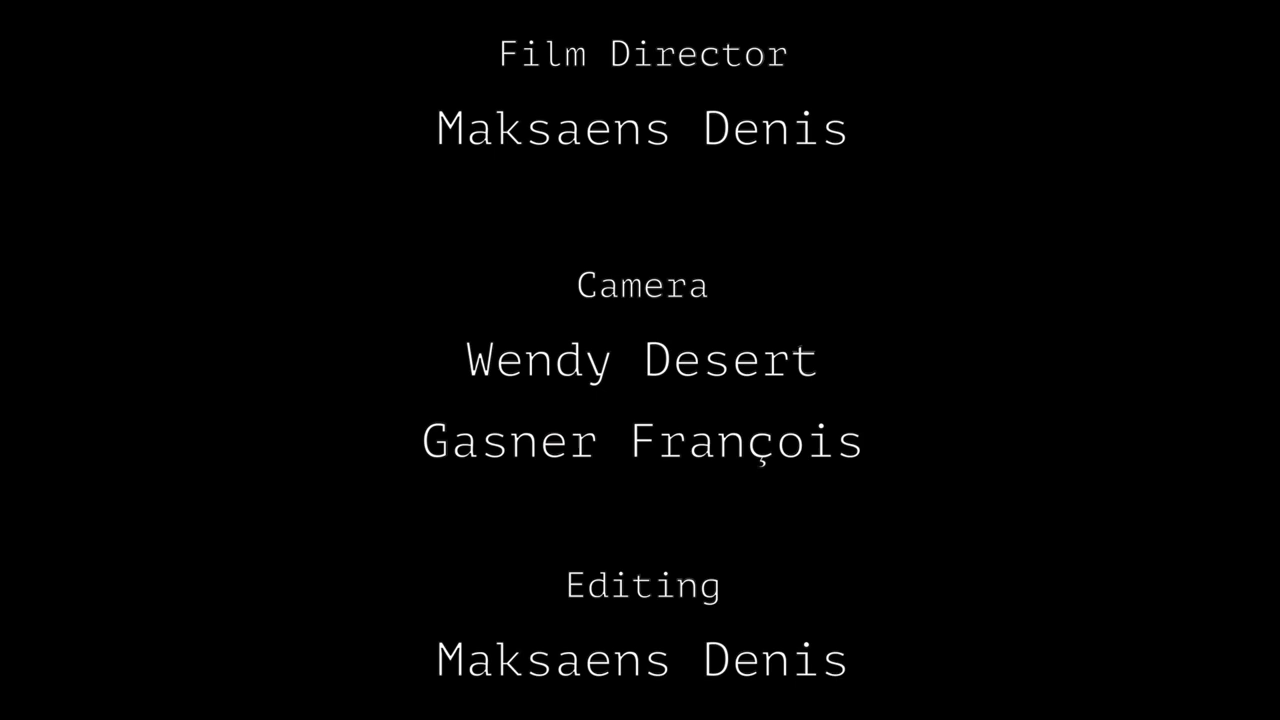 Film Director
Maksaens Denis
Camera
Wendy Desert
Gasner François
Editing
Maksaens Denis